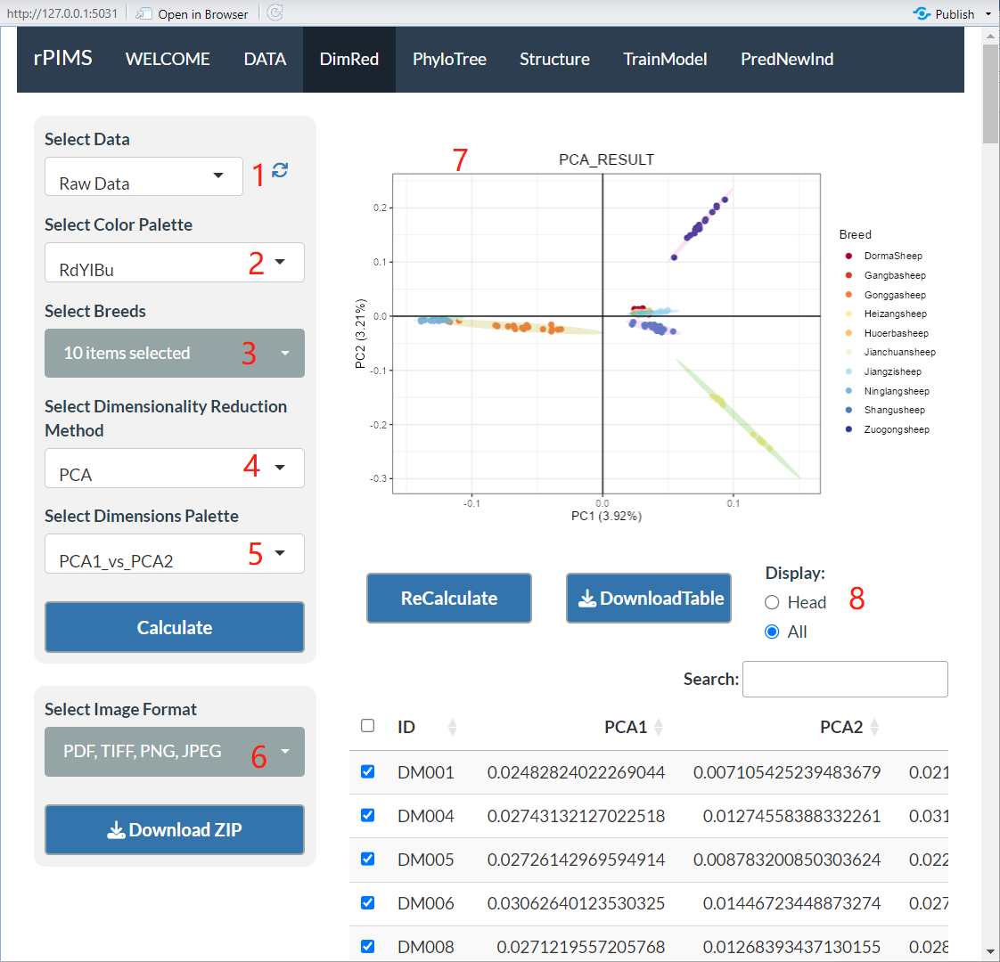 http://127.0.0.1:5031 Open in Browser Publish
rPIMS WELCOME DATA DimRed PhyloTree Structure TrainModel PredNewInd
Select Data
Raw Data 1
Select Color Palette
RdYlBu 2
Select Breeds
10 items selected 3
Select Dimensionality Reduction
Method
PCA 4
Select Dimensions Palette
PCA1_vs_PCA2 5
Calculate
Select Image Format
PDF, TIFF, PNG, JPEG 6
Download ZIP
7
PCA_RESULT
0.2
0.1
0.0
-0.1
-0.2
-0.3
PC2 (3.21%)
-0.1 0.0 0.1
PC1 (3.92%)
Breed
DormaSheep
Gangbasheep
Gonggasheep
Heizangsheep
Huoerbasheep
Jianchuansheep
Jiangzisheep
Ninglangsheep
Shangusheep
Zuogongsheep
ReCalculate DownloadTable
Display:
Head 8
All
Search:
ID PCA1 PCA2
DM001 0.02482824022269044 0.007105425239483679 0.021
DM004 0.02743132127022518 0.01274558388332261 0.031
DM005 0.02726142969594914 0.008783200850303624 0.022
DM006 0.03062640123530325 0.01446723448873274 0.027
DM008 0.0271219557205768 0.012683934371301​55 0.028